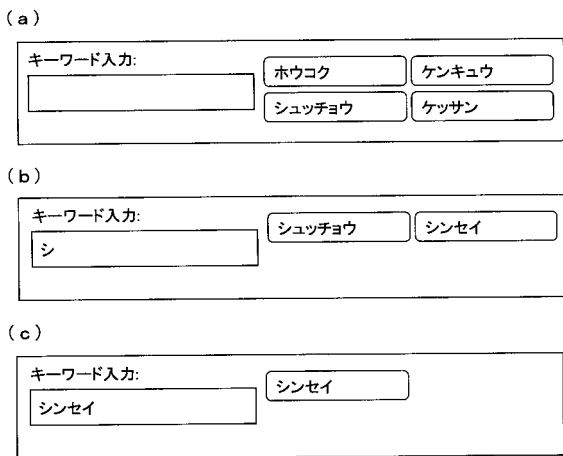 (a)
キーワード入力:
ホウコク ケンキュウ
シュッチョウ ケッサン
(b)
キーワード入力:
シュッチョウ シンセイ
シ
(c)
キーワード入力:
シンセイ
シンセイ